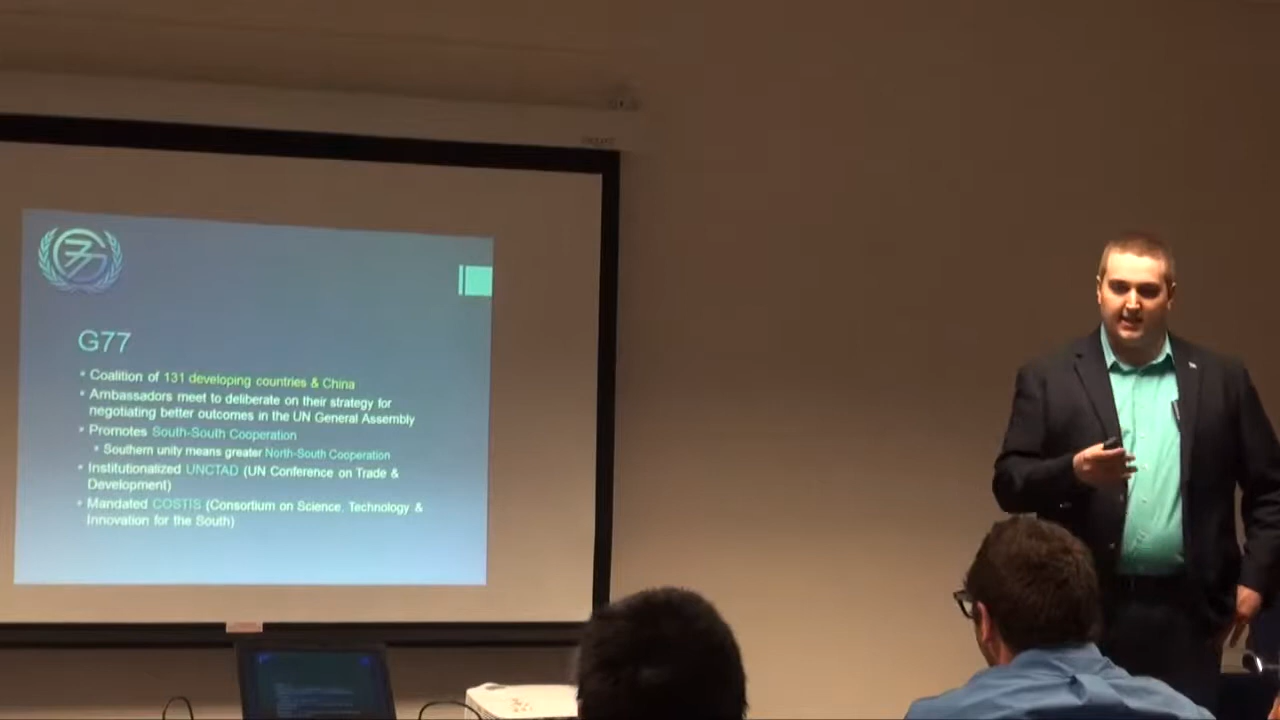 G77
• Coalition of 131 developing countries & China
• Ambassadors meet to deliberate on their strategy for
negotiating better outcomes in the UN General Assembly
• Promotes South-South Cooperation
• Southern unity means greater North-South Cooperation
• Institutionalized UNCTAD (UN Conference on Trade &
Development)
• Mandated COSTIS (Consortium on Science, Technology &
Innovation for the South)